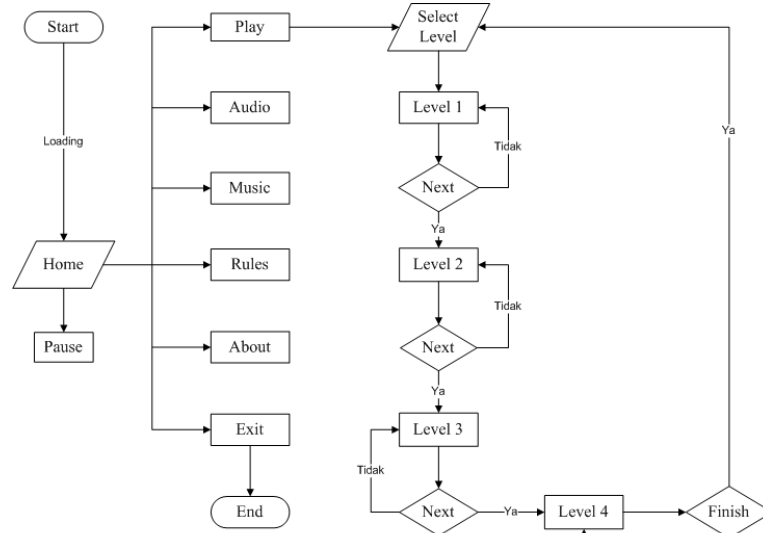 Start
Play
Select
Level
Audio
Level 1
Ya
Loading
Tidak
Music
Next
Ya
Home
Rules
Level 2
Pause
About
Tidak
Next
Ya
Exit
Level 3
Tidak
End
Next
Ya
Level 4
Finish